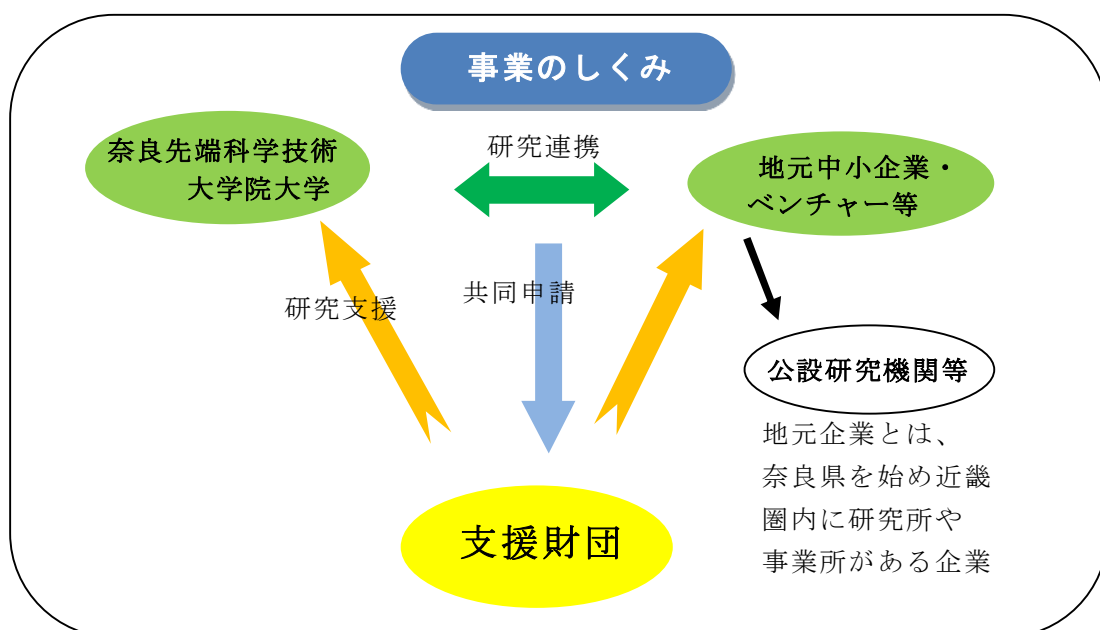 事業のしくみ
奈良先端科学技術
大学院大学
研究連携
地元中小企業・
ベンチャー等
研究支援
共同申請
公設研究機関等
地元企業とは、
奈良県を始め近畿
圏内に研究所や
事業所がある企業
支援財団